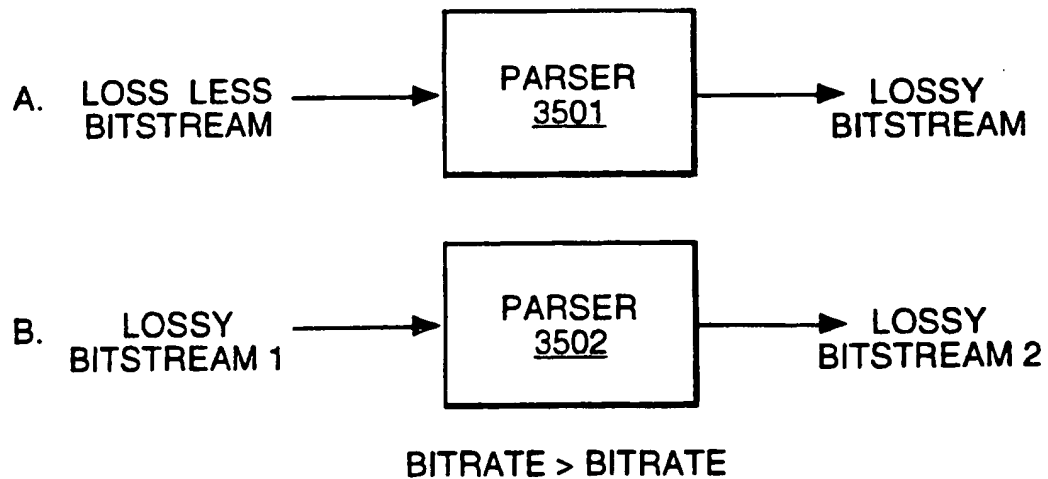 A. LOSS LESS BITSTREAM
PARSER
3501
LOSSY BITSTREAM
B. LOSSY BITSTREAM 1
PARSER
3502
LOSSY BITSTREAM 2
BITRATE > BITRATE